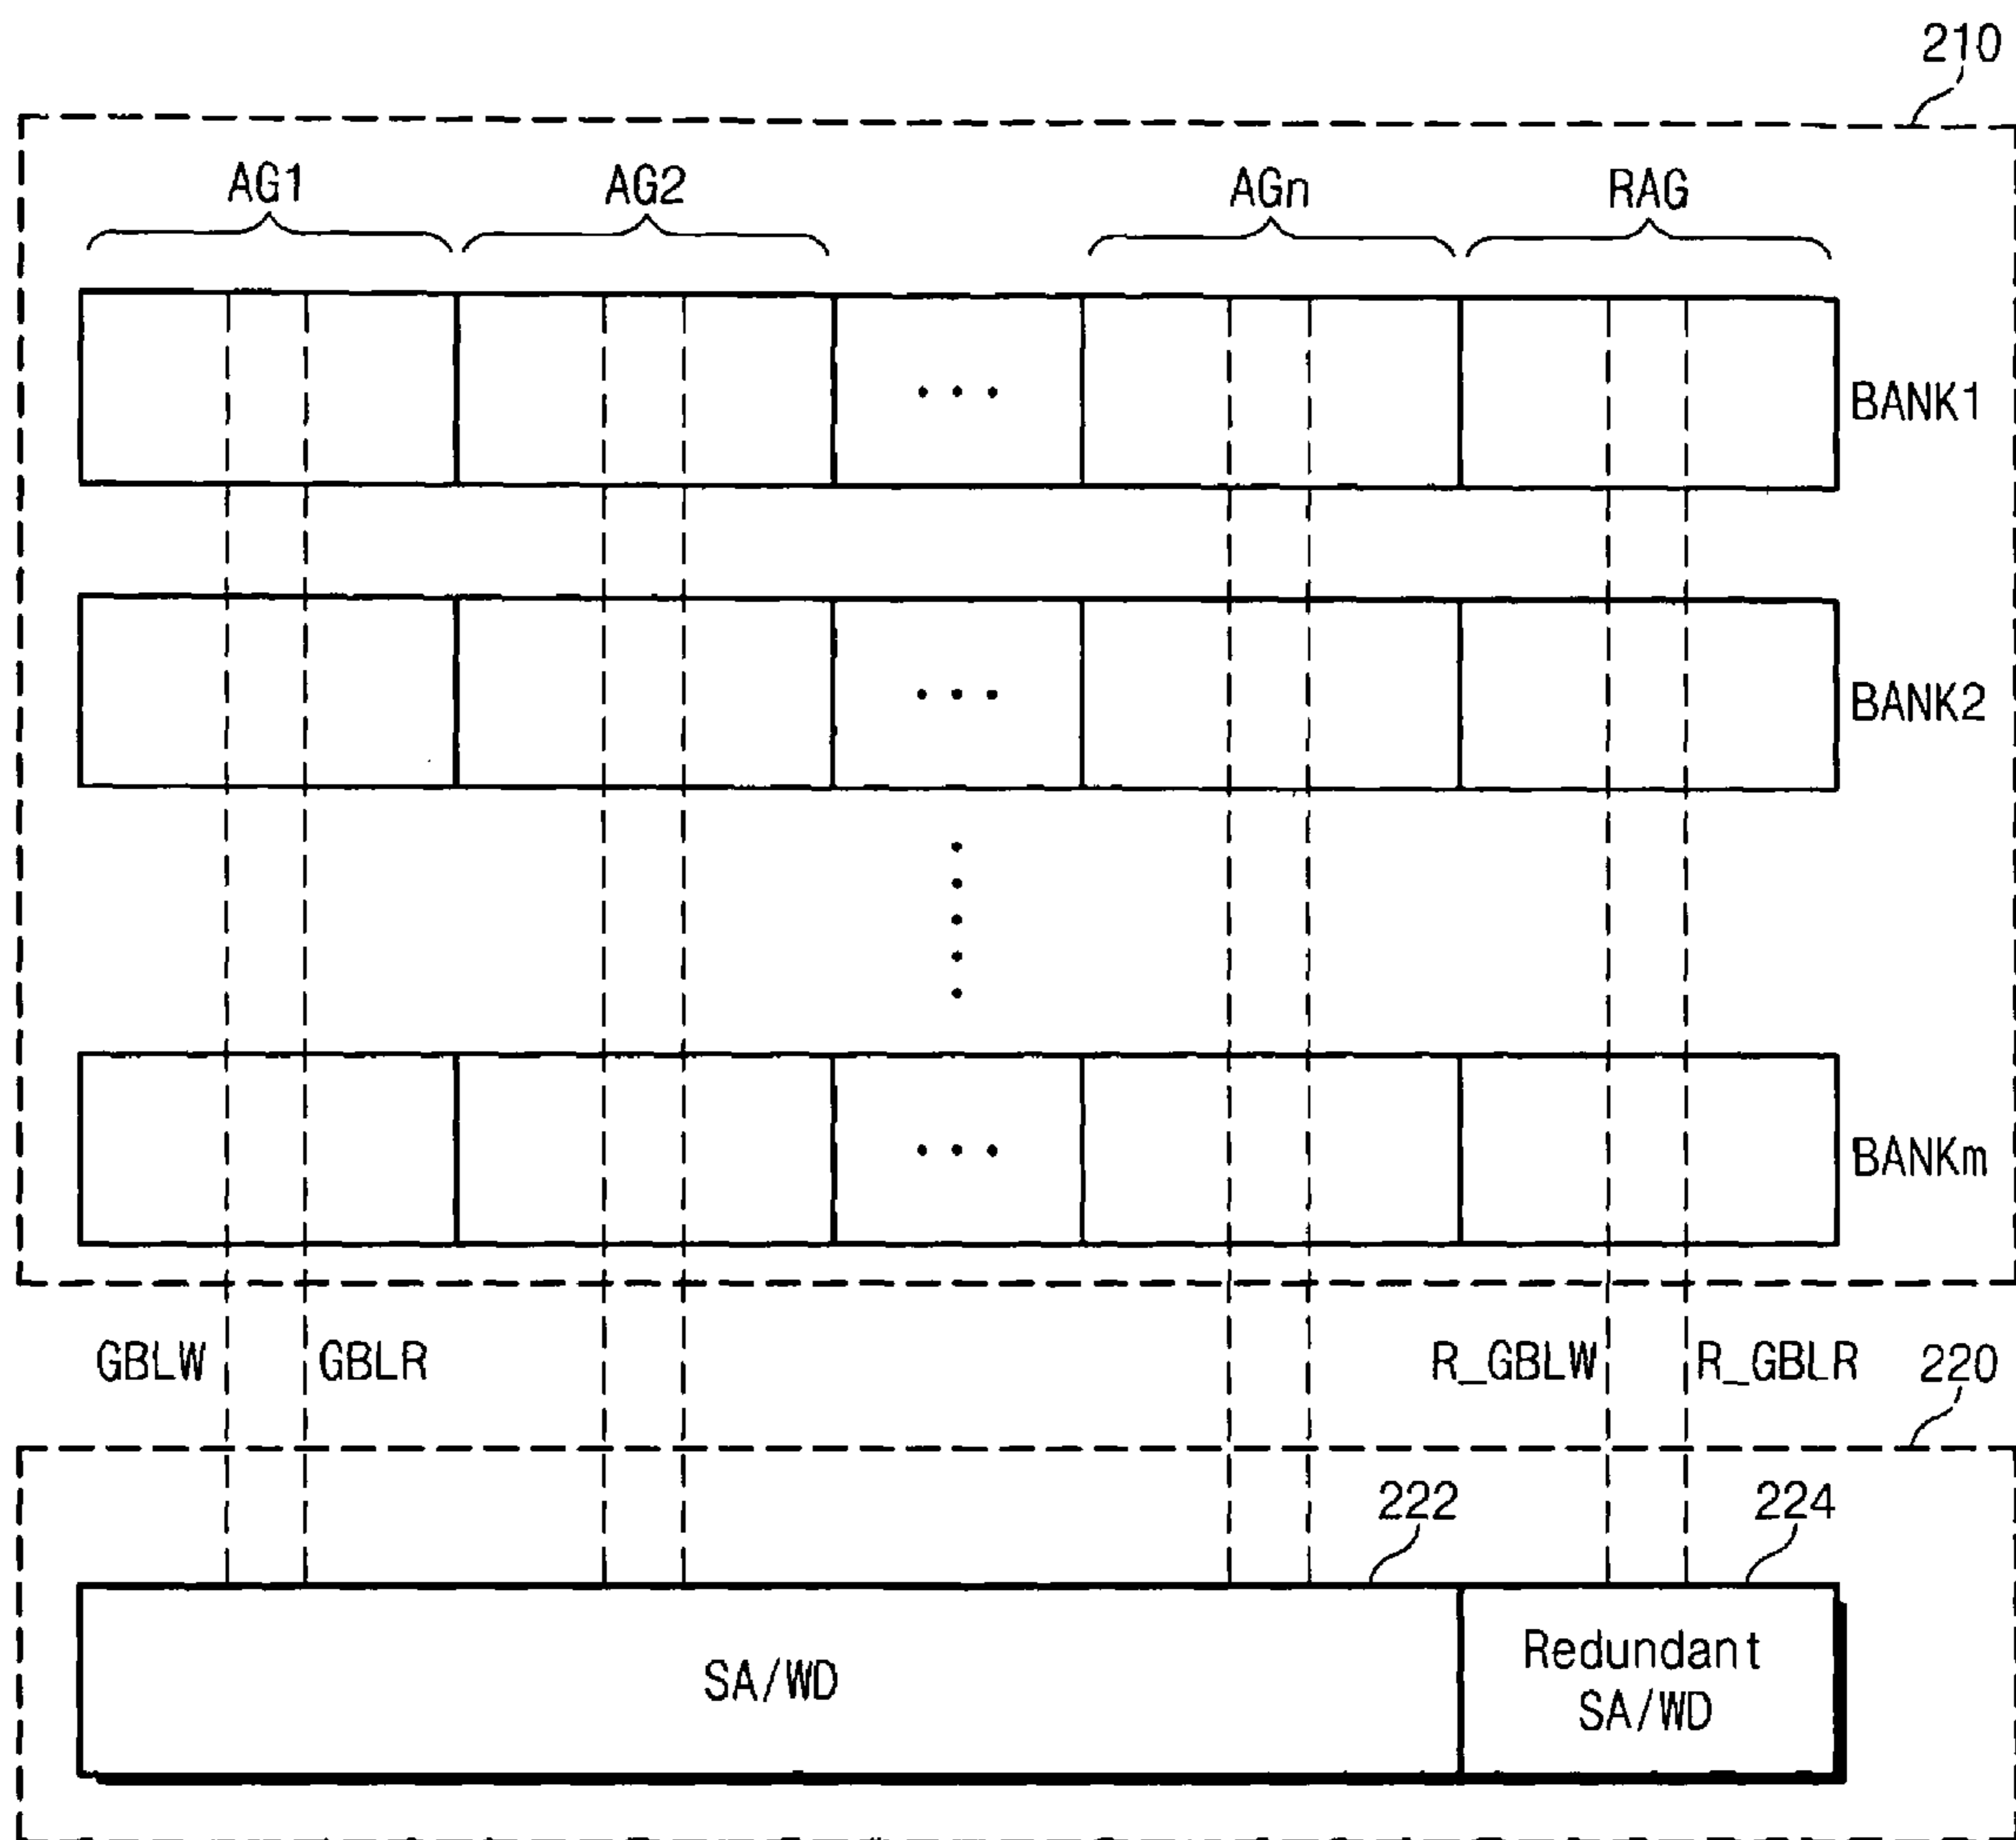 210
AG1 AG2 AGn RAG
BANK1
BANK2
BANKm
GBLW GBLR R_GBLW R_GBLR 220
222 224
SA/WD
Redundant
SA/WD